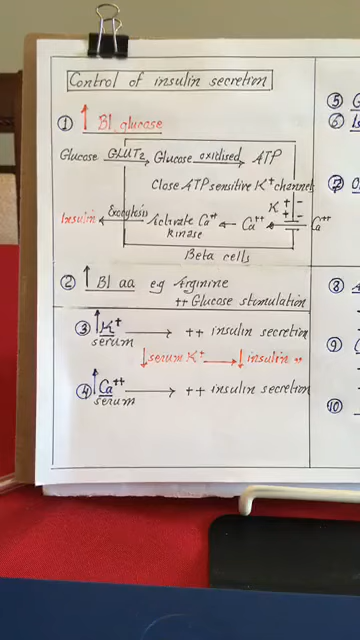 Control of insulin secretion
① ↑ Bl glucose
Glucose GLUT2 → Glucose oxidised → ATP
Close ATP sensitive K⁺ channels
K⁺
+ -
+ -
Insulin ← Exocytosis Activate Ca⁺⁺ kinase ← Ca⁺⁺ ← Ca⁺⁺
Beta cells
② ↑ Bl aa eg Arginine
++ Glucose stimulation
③ ↑ K⁺ serum → ++ insulin secretion
↓ serum K⁺ → ↓ insulin
④ ↑ Ca⁺⁺ serum → ++ insulin secretion
⑤
⑥
⑦
⑧
⑨
⑩